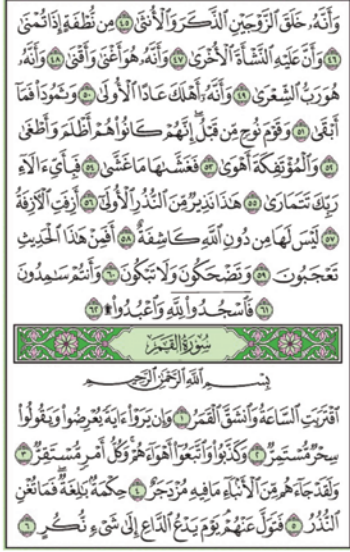 وَأَنَّهُۥ خَلَقَ ٱلزَّوْجَيْنِ ٱلذَّكَرَ وَٱلْأُنثَىٰ ٤٥ مِن نُّطْفَةٍ إِذَا تُمْنَىٰ
٤٦ وَأَنَّ عَلَيْهِ ٱلنَّشْأَةَ ٱلْأُخْرَىٰ ٤٧ وَأَنَّهُۥ هُوَ أَغْنَىٰ وَأَقْنَىٰ ٤٨ وَأَنَّهُۥ
هُوَ رَبُّ ٱلشِّعْرَىٰ ٤٩ وَأَنَّهُۥٓ أَهْلَكَ عَادًا ٱلْأُولَىٰ ٥٠ وَثَمُودَا۟ فَمَآ
أَبْقَىٰ ٥١ وَقَوْمَ نُوحٍ مِّن قَبْلُ ۖ إِنَّهُمْ كَانُوا۟ هُمْ أَظْلَمَ وَأَطْغَىٰ
٥٢ وَٱلْمُؤْتَفِكَةَ أَهْوَىٰ ٥٣ فَغَشَّىٰهَا مَا غَشَّىٰ ٥٤ فَبِأَىِّ ءَالَآءِ
رَبِّكَ تَتَمَارَىٰ ٥٥ هَٰذَا نَذِيرٌ مِّنَ ٱلنُّذُرِ ٱلْأُولَىٰٓ ٥٦ أَزِفَتِ ٱلْءَازِفَةُ
٥٧ لَيْسَ لَهَا مِن دُونِ ٱللَّهِ كَاشِفَةٌ ٥٨ أَفَمِنْ هَٰذَا ٱلْحَدِيثِ
تَعْجَبُونَ ٥٩ وَتَضْحَكُونَ وَلَا تَبْكُونَ ٦٠ وَأَنتُمْ سَٰمِدُونَ
٦١ فَٱسْجُدُوا۟ لِلَّهِ وَٱعْبُدُوا۟ ۩ ٦٢
سُورَةُ القَمَرِ
بِسْمِ ٱللَّهِ ٱلرَّحْمَٰنِ ٱلرَّحِيمِ
ٱقْتَرَبَتِ ٱلسَّاعَةُ وَٱنشَقَّ ٱلْقَمَرُ ١ وَإِن يَرَوْا۟ ءَايَةً يُعْرِضُوا۟ وَيَقُولُوا۟
سِحْرٌ مُّسْتَمِرٌّ ٢ وَكَذَّبُوا۟ وَٱتَّبَعُوٓا۟ أَهْوَآءَهُمْ ۚ وَكُلُّ أَمْرٍ مُّسْتَقِرٌّ ٣
وَلَقَدْ جَآءَهُم مِّنَ ٱلْأَنۢبَآءِ مَا فِيهِ مُزْدَجَرٌ ٤ حِكْمَةٌۢ بَٰلِغَةٌ ۖ فَمَا تُغْنِ
ٱلنُّذُرُ ٥ فَتَوَلَّ عَنْهُمْ ۘ يَوْمَ يَدْعُ ٱلدَّاعِ إِلَىٰ شَىْءٍ نُّكُرٍ ٦